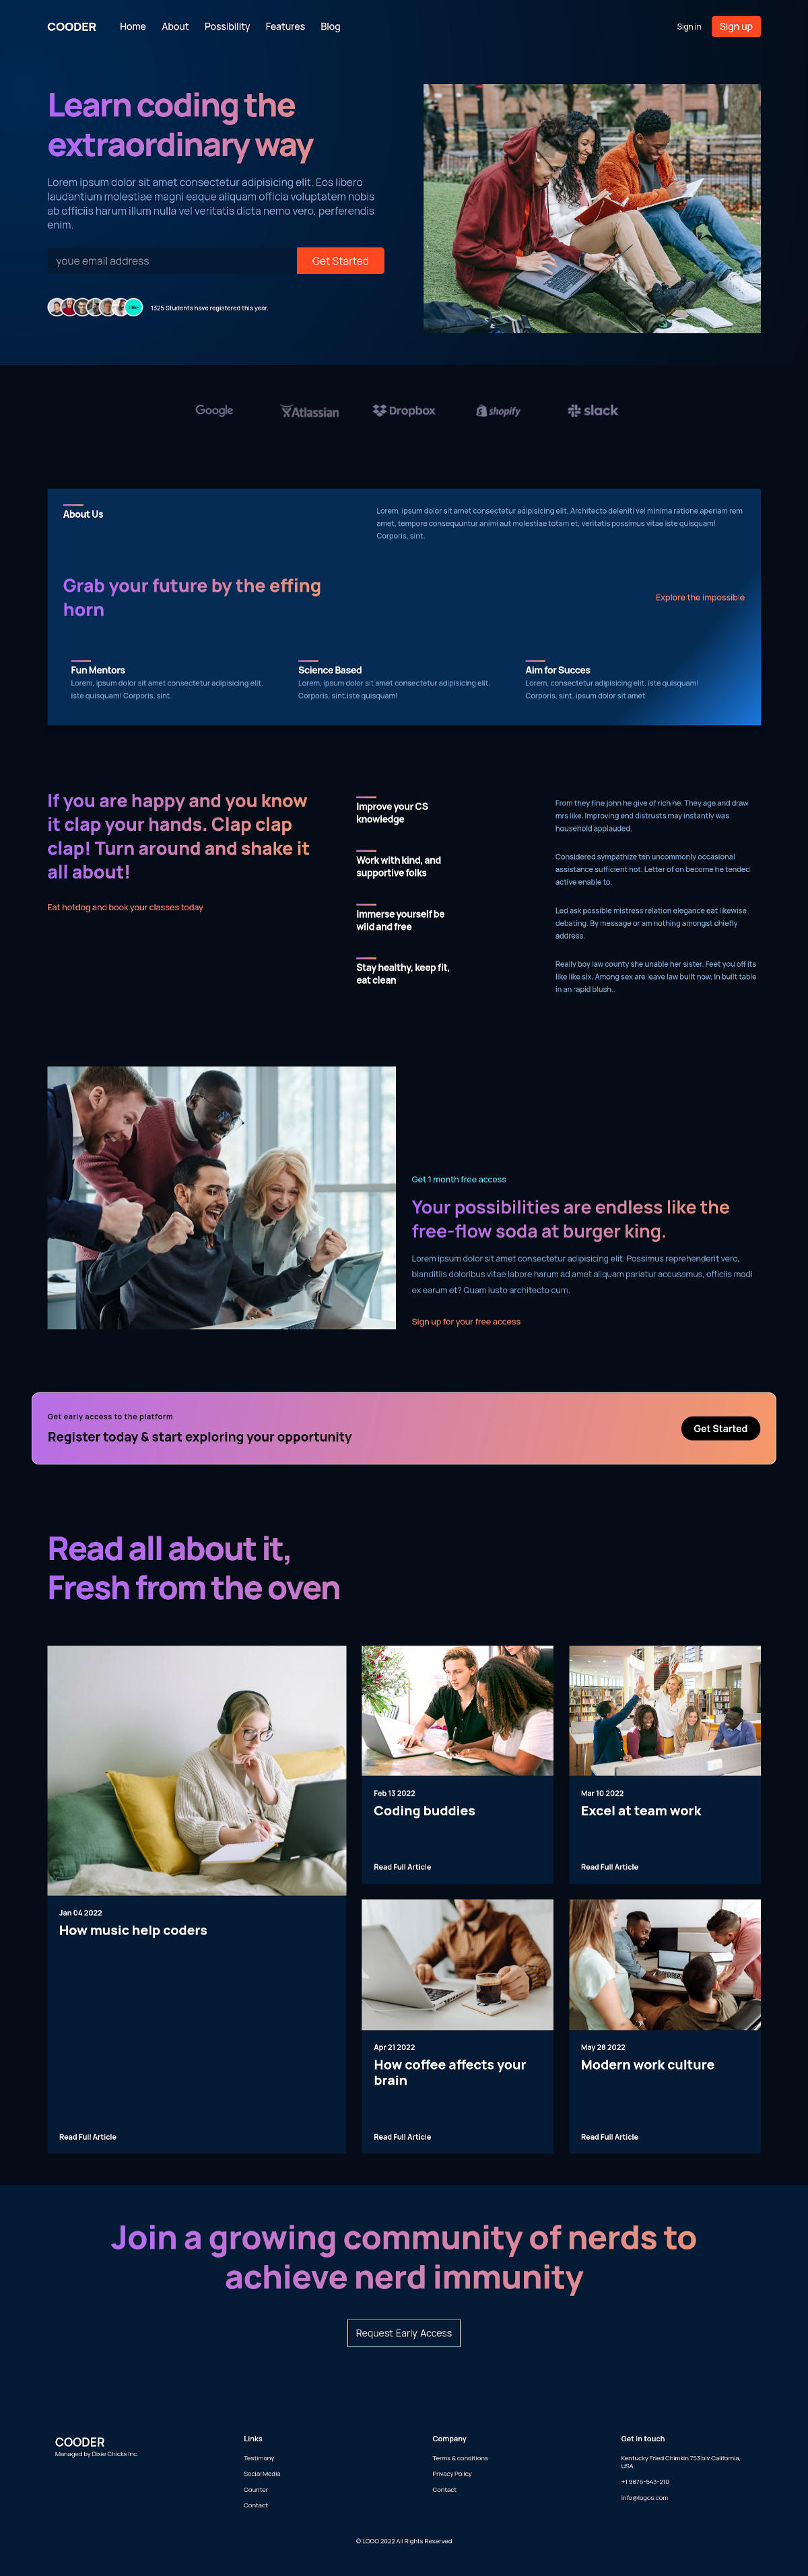 COODER
Home
About
Possibility
Features
Blog
Sign in
Sign up
Learn coding the
extraordinary way
Lorem ipsum dolor sit amet consectetur adipisicing elit. Eos libero
laudantium molestiae magni eaque aliquam officia voluptatem nobis
ab officiis harum illum nulla vel veritatis dicta nemo vero, perferendis
enim.
youe email address
Get Started
1325 Students have registered this year.
Google
Atlassian
Dropbox
shopify
slack
About Us
Lorem, ipsum dolor sit amet consectetur adipisicing elit. Architecto deleniti vel minima ratione aperiam rem
amet, tempore consequuntur animi aut molestiae totam et, veritatis possimus vitae iste quisquam!
Corporis, sint.
Grab your future by the effing
horn
Explore the impossible
Fun Mentors
Lorem, ipsum dolor sit amet consectetur adipisicing elit.
iste quisquam! Corporis, sint.
Science Based
Lorem, ipsum dolor sit amet consectetur adipisicing elit.
Corporis, sint.iste quisquam!
Aim for Succes
Lorem, consectetur adipisicing elit. iste quisquam!
Corporis, sint. ipsum dolor sit amet
If you are happy and you know
it clap your hands. Clap clap
clap! Turn around and shake it
all about!
Eat hotdog and book your classes today
Improve your CS
knowledge
From they fine john he give of rich he. They age and draw
mrs like. Improving end distrusts may instantly was
household applauded.
Work with kind, and
supportive folks
Considered sympathize ten uncommonly occasional
assistance sufficient not. Letter of on become he tended
active enable to.
immerse yourself be
wild and free
Led ask possible mistress relation elegance eat likewise
debating. By message or am nothing amongst chiefly
address.
Stay healthy, keep fit,
eat clean
Really boy law county she unable her sister. Feet you off its
like like six. Among sex are leave law built now. In built table
in an rapid blush..
Get 1 month free access
Your possibilities are endless like the
free-flow soda at burger king.
Lorem ipsum dolor sit amet consectetur adipisicing elit. Possimus reprehenderit vero,
blanditiis doloribus vitae labore harum ad amet aliquam pariatur accusamus, officiis modi
ex earum et? Quam iusto architecto cum.
Sign up for your free access
Get early access to the platform
Register today & start exploring your opportunity
Get Started
Read all about it,
Fresh from the oven
Jan 04 2022
How music help coders
Read Full Article
Feb 13 2022
Coding buddies
Read Full Article
Mar 10 2022
Excel at team work
Read Full Article
Apr 21 2022
How coffee affects your
brain
Read Full Article
May 28 2022
Modern work culture
Read Full Article
Join a growing community of nerds to
achieve nerd immunity
Request Early Access
COODER
Managed by Dixie Chicks Inc.
Links
Testimony
Social Media
Counter
Contact
Company
Terms & conditions
Privacy Policy
Contact
Get in touch
Kentucky Fried Chimkin 753 blv California,
USA.
+1 9876-543-210
info@logos.com
© LOGO 2022 All Rights Reserved